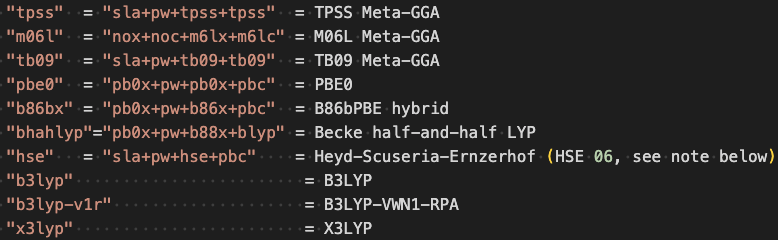 "tpss" = "sla+pw+tpss+tpss" = TPSS Meta-GGA
"m06l" = "nox+noc+m6lx+m6lc" = M06L Meta-GGA
"tb09" = "sla+pw+tb09+tb09" = TB09 Meta-GGA
"pbe0" = "pb0x+pw+pb0x+pbc" = PBE0
"b86bx" = "pb0x+pw+b86x+pbc" = B86bPBE hybrid
"bhahlyp"="pb0x+pw+b88x+blyp" = Becke half-and-half LYP
"hse" = "sla+pw+hse+pbc" = Heyd-Scuseria-Ernzerhof (HSE 06, see note below)
"b3lyp" = B3LYP
"b3lyp-v1r" = B3LYP-VWN1-RPA
"x3lyp" = X3LYP